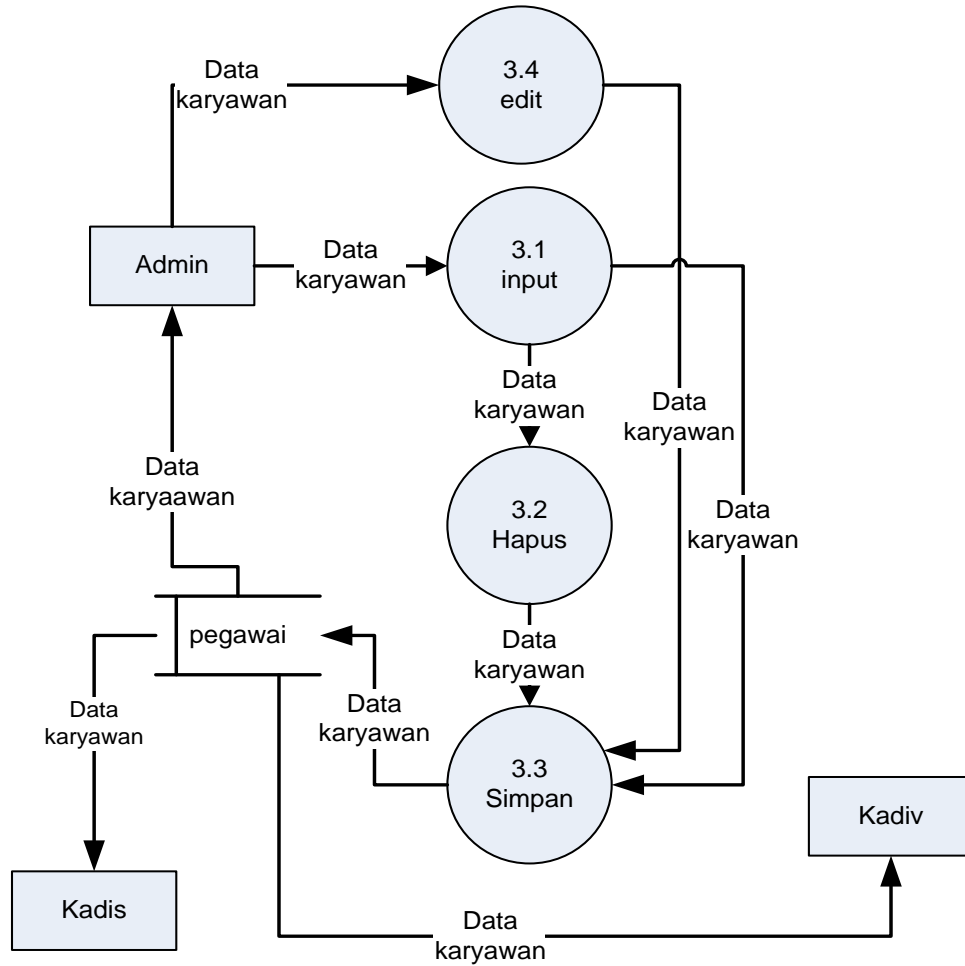 Data
karyawan
3.4
edit
Admin
Data
karyawan
3.1
input
Data
karyawan
Data
karyawan
Data
karyaawan
3.2
Hapus
Data
karyawan
pegawai
Data
karyawan
Data
karyawan
Data
karyawan
3.3
Simpan
Kadiv
Kadis
Data
karyawan